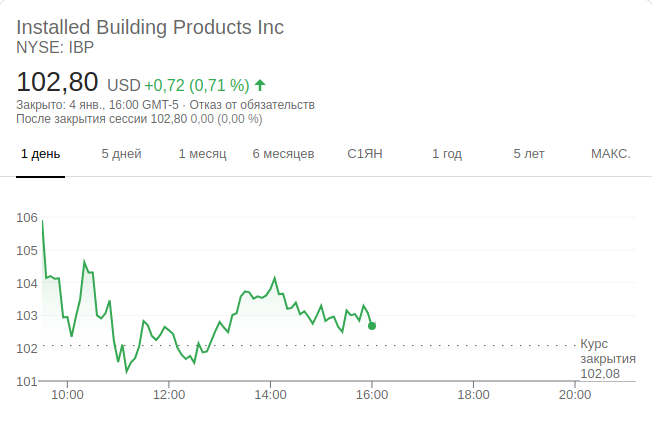 Installed Building Products Inc
NYSE: IBP
102,80 USD +0,72 (0,71 %)
Закрыто: 4 янв., 16:00 GMT-5 · Отказ от обязательств
После закрытия сессии 102,80 0,00 (0,00 %)
1 день 5 дней 1 месяц 6 месяцев С1ЯН 1 год 5 лет МАКС.
106
105
104
103
102
101
Курс
закрытия
102,08
10:00 12:00 14:00 16:00 18:00 20:00